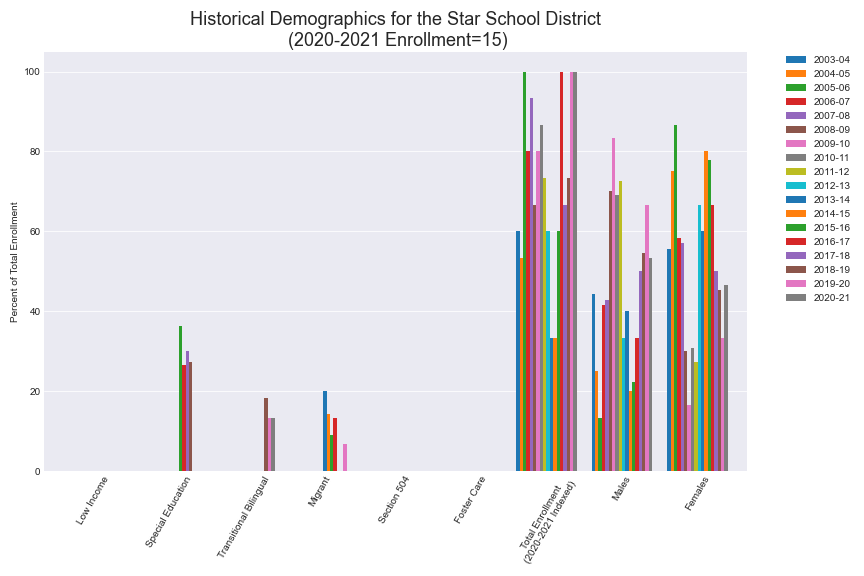 Historical Demographics for the Star School District
(2020-2021 Enrollment=15)
Percent of Total Enrollment
100
80
60
40
20
0
Low Income
Special Education
Transitional Bilingual
Migrant
Section 504
Foster Care
Total Enrollment
(2020-2021 Indexed)
Males
Females
2003-04
2004-05
2005-06
2006-07
2007-08
2008-09
2009-10
2010-11
2011-12
2012-13
2013-14
2014-15
2015-16
2016-17
2017-18
2018-19
2019-20
2020-21